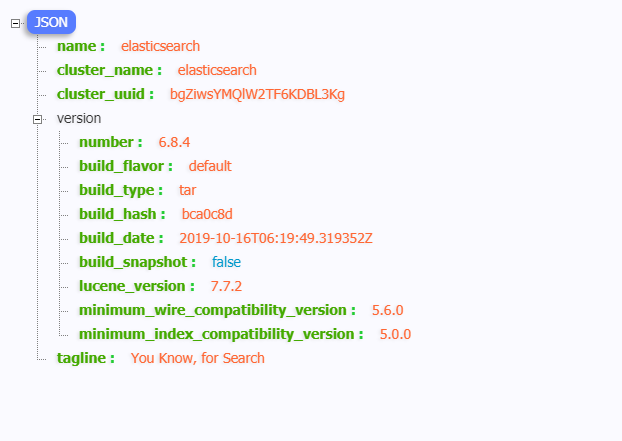 JSON
name : elasticsearch
cluster_name : elasticsearch
cluster_uuid : bgZiwsYMQlW2TF6KDBL3Kg
version
number : 6.8.4
build_flavor : default
build_type : tar
build_hash : bca0c8d
build_date : 2019-10-16T06:19:49.319352Z
build_snapshot : false
lucene_version : 7.7.2
minimum_wire_compatibility_version : 5.6.0
minimum_index_compatibility_version : 5.0.0
tagline : You Know, for Search